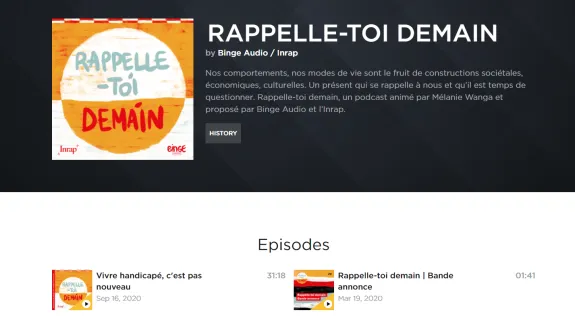 RAPPELLE
-TOI
DEMAIN
Inrap
BINGE
RAPPELLE-TOI DEMAIN
by Binge Audio / Inrap
Nos comportements, nos modes de vie sont le fruit de constructions sociétales,
économiques, culturelles. Un présent qui se rappelle à nous et qu'il est temps de
questionner. Rappelle-toi demain, un podcast animé par Mélanie Wanga et
proposé par Binge Audio et l'Inrap.
HISTORY
Episodes
RAPPELLE
-TOI
DEMAIN
Vivre handicapé, c'est pas
nouveau
Sep 16, 2020
31:18
Rappelle-toi demain | Bande
annonce
Mar 19, 2020
01:41